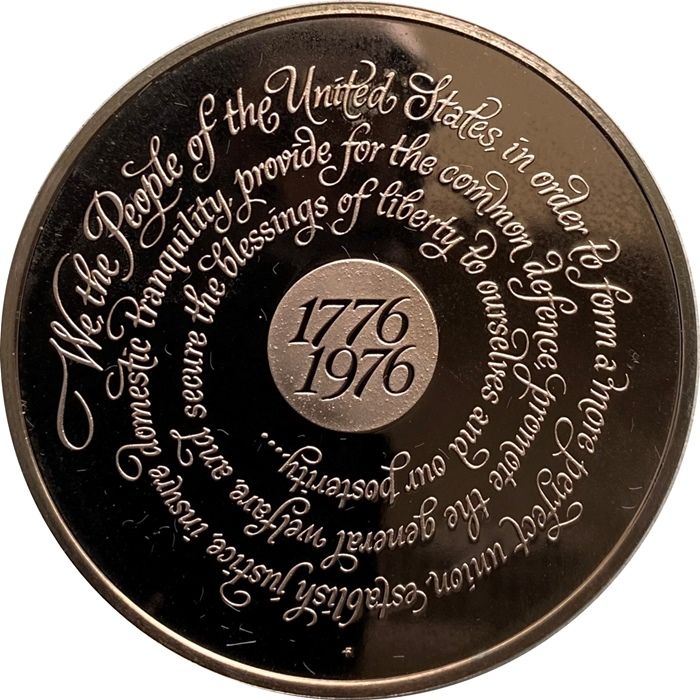 We the People of the United States, in order to form a more perfect union, establish justice, insure domestic tranquility, provide for the common defence, promote the general welfare, and secure the blessings of liberty to ourselves and our posterity...
1776
1976